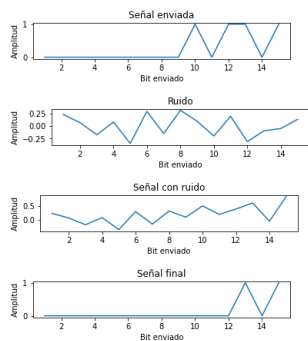 Señal enviada
Amplitud
1
0
2 4 6 8 10 12 14
Bit enviado
Ruido
Amplitud
0.25
0.00
−0.25
2 4 6 8 10 12 14
Bit enviado
Señal con ruido
Amplitud
0.5
0.0
2 4 6 8 10 12 14
Bit enviado
Señal final
Amplitud
1
0
2 4 6 8 10 12 14
Bit enviado